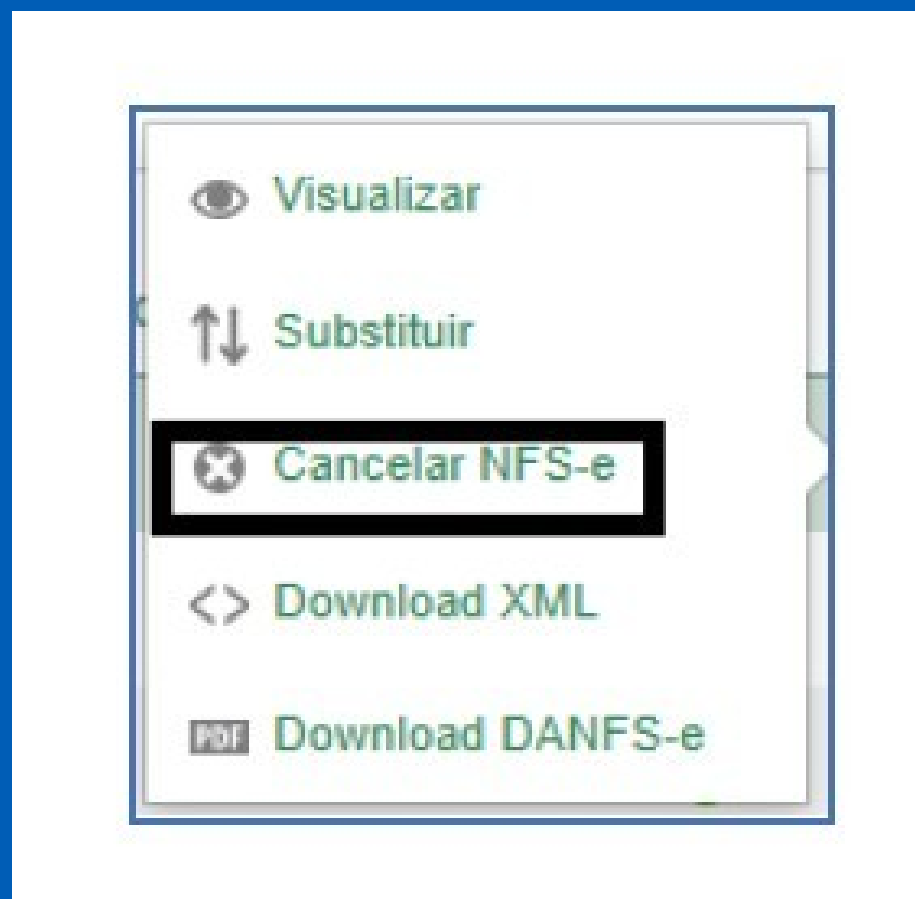 Visualizar
Substituir
Cancelar NFS-e
Download XML
PDF Download DANFS-e